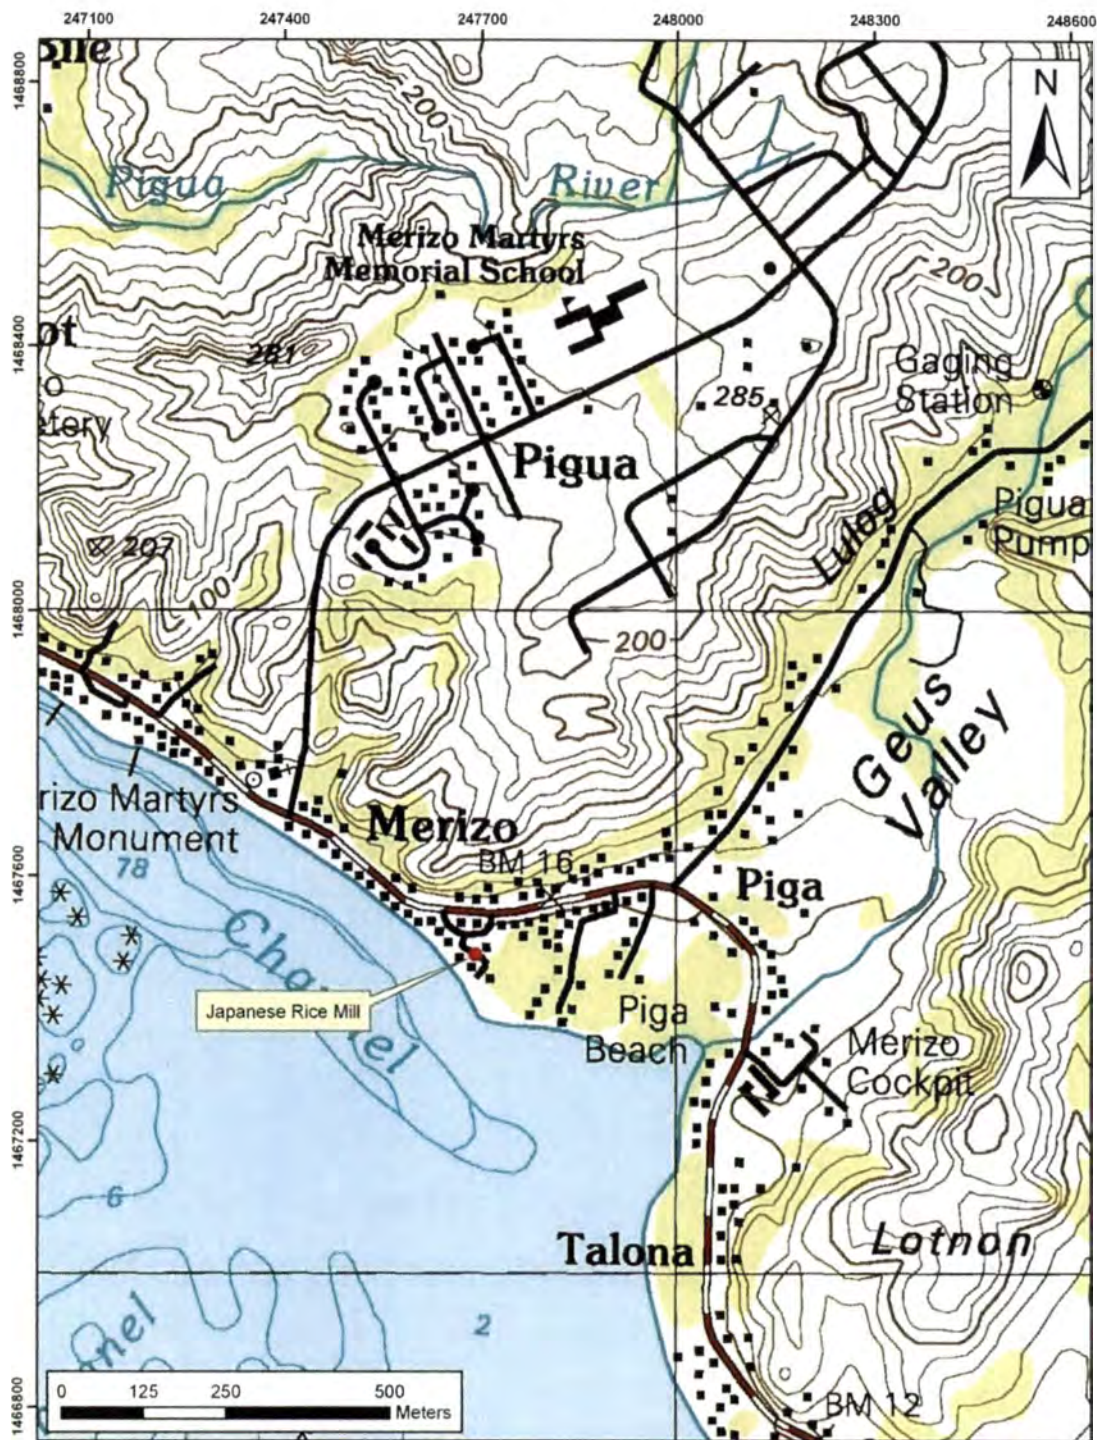 247100 247400 247700 248000 248300 248600
1468800
1468400
1468000
1467600
1467200
1466800
N
200
Pigua River
Merizo Martyrs
Memorial School
200
281
285
Gaging
Station
Pigua
Pigua
Pump
Lulog
207
100
200
Geus
Valley
rizo Martyrs
Monument
Merizo
BM 16
Piga
78
Japanese Rice Mill
Piga
Beach
Merizo
Cockpit
6
Talona
Lotnon
2
nel
BM 12
0 125 250 500
Meters